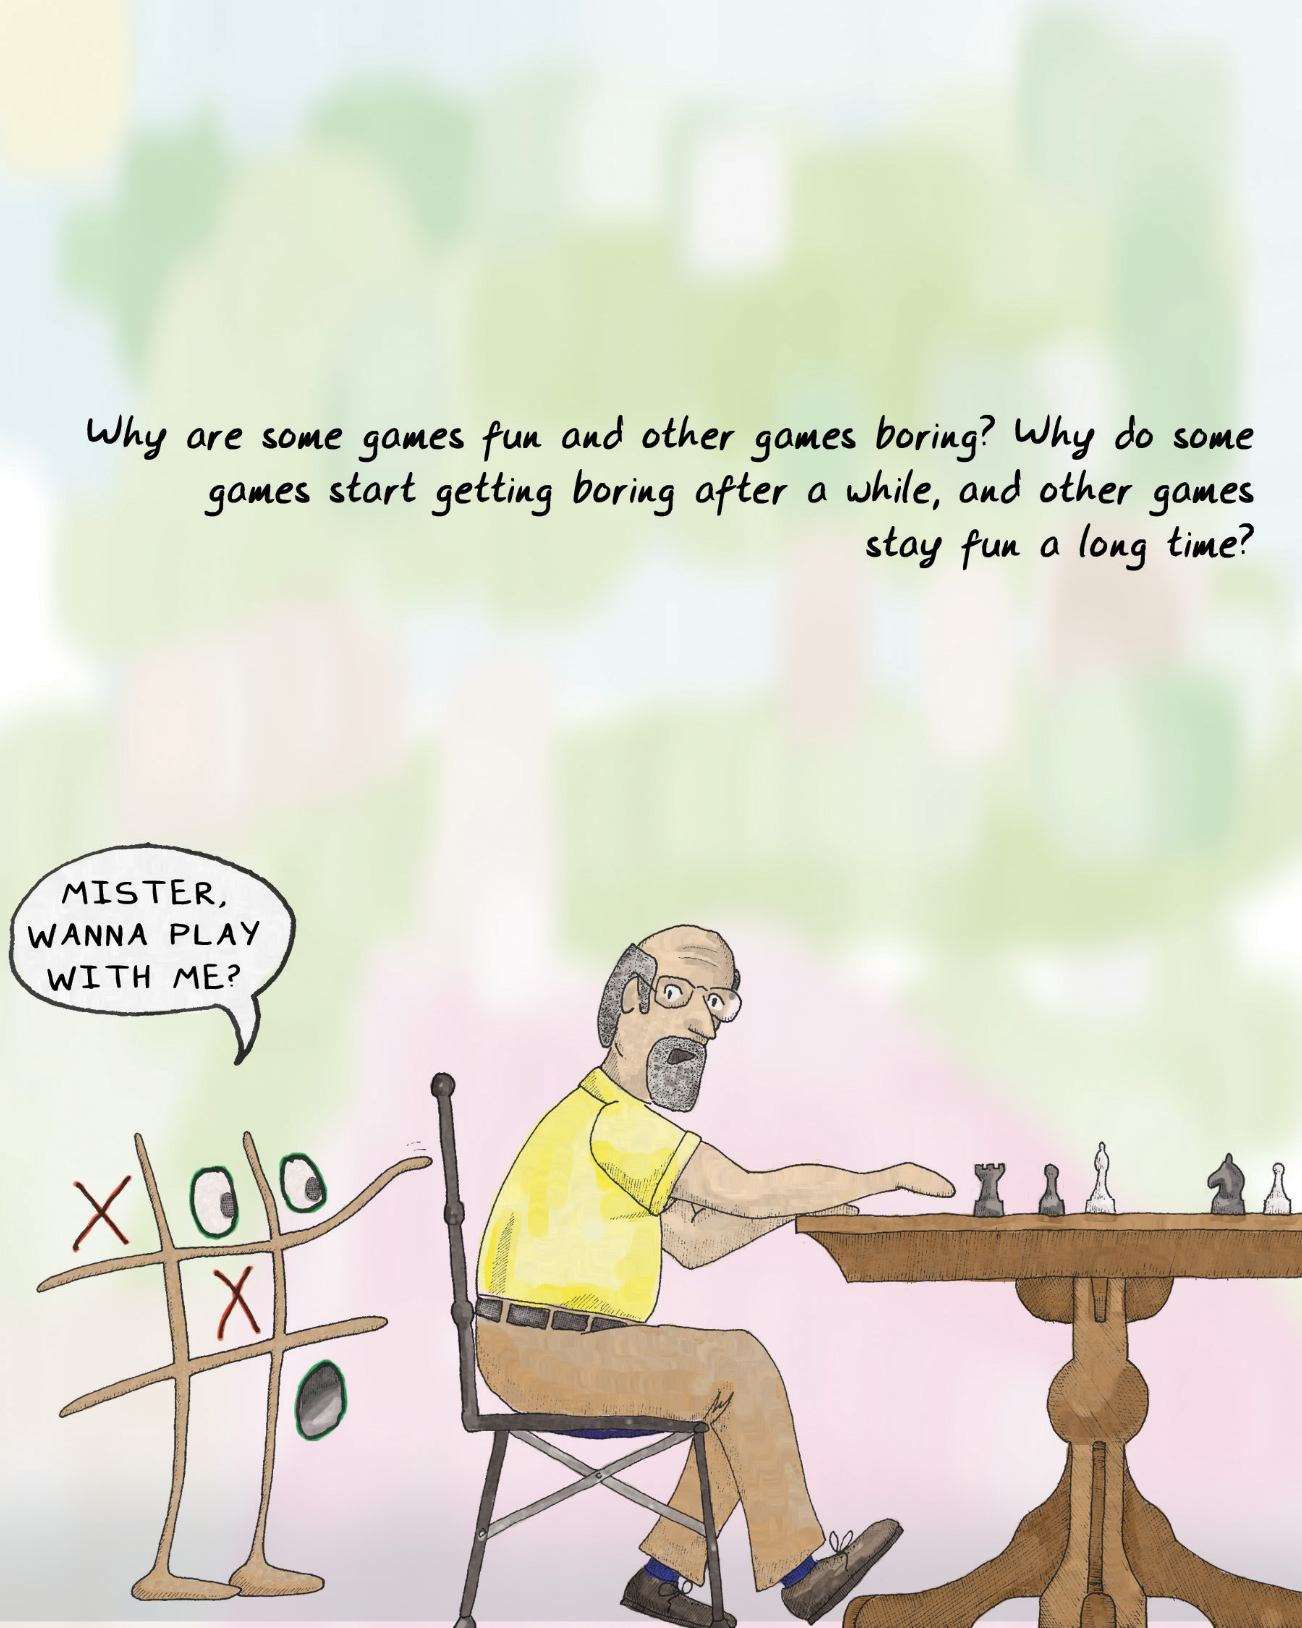 Why are some games fun and other games boring? Why do some
games start getting boring after a while, and other games
stay fun a long time?
MISTER,
WANNA PLAY
WITH ME?